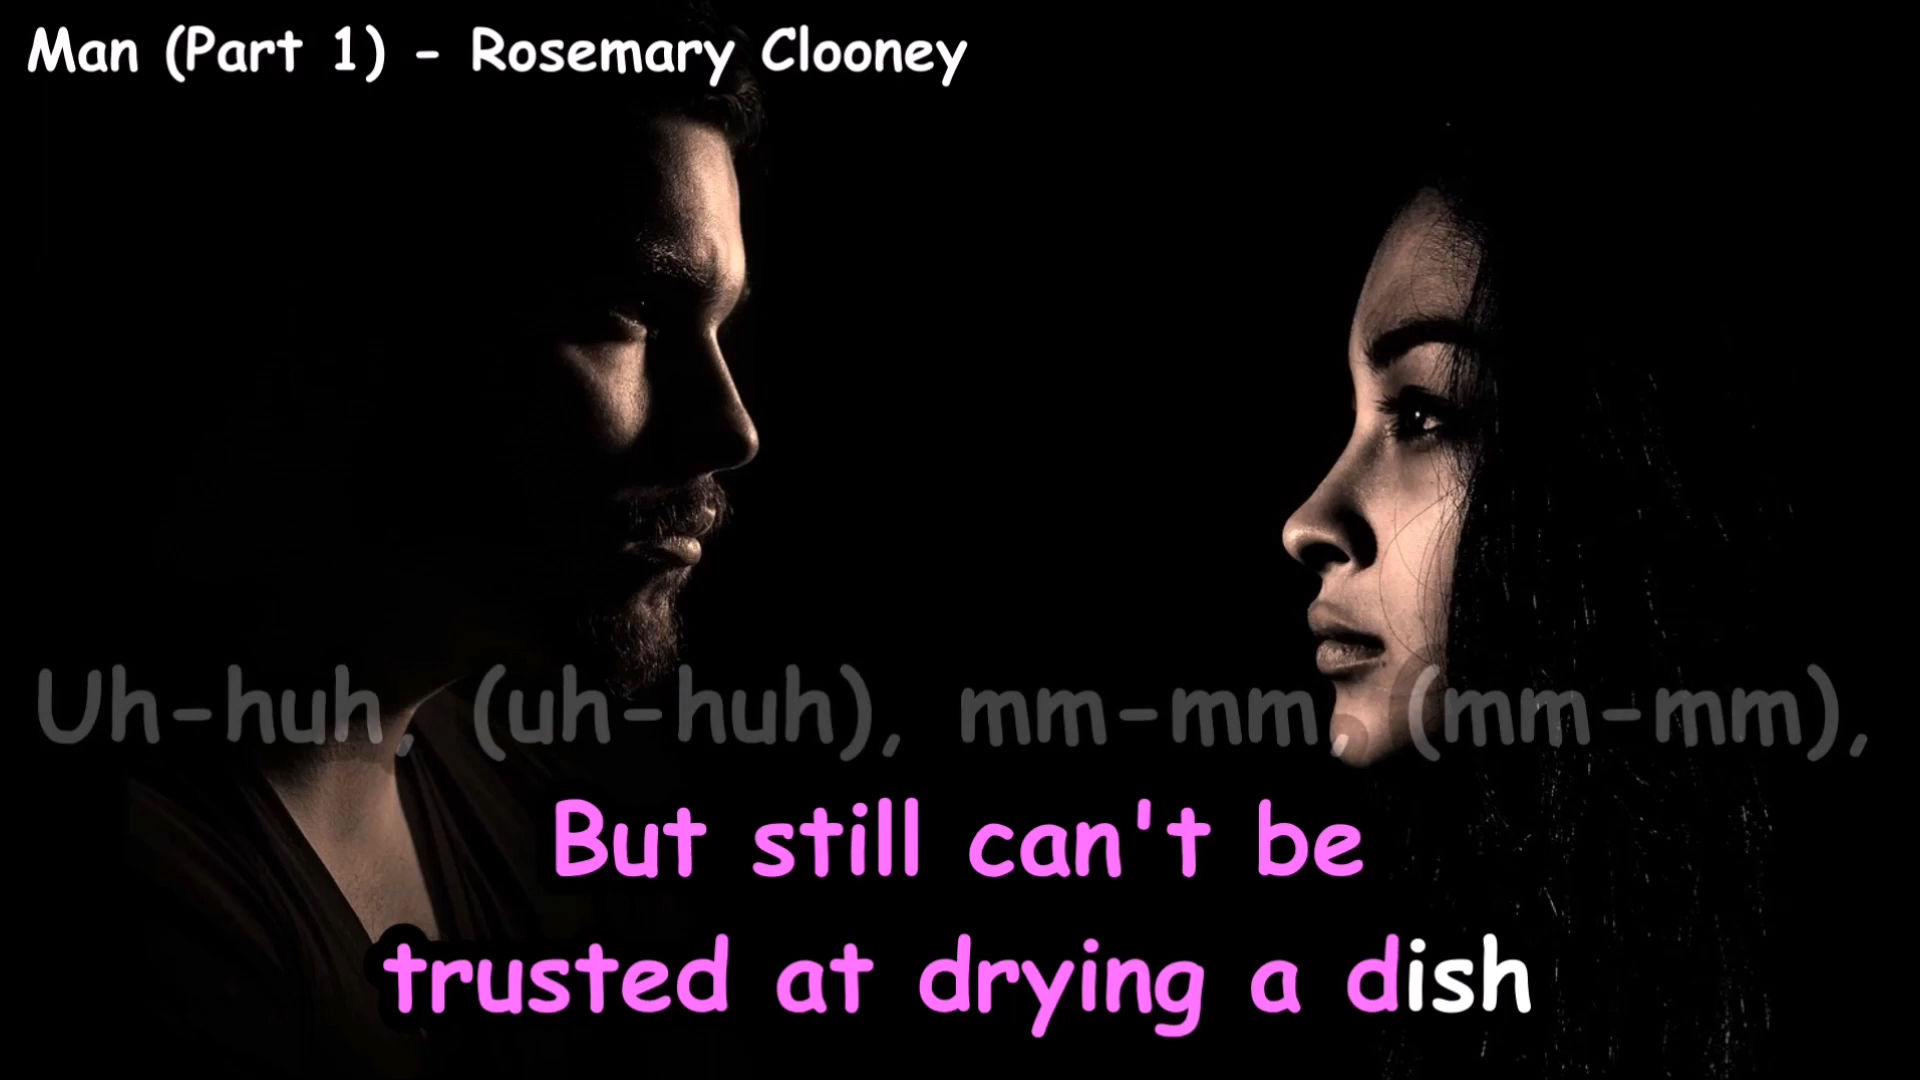 Man (Part 1) - Rosemary Clooney
Uh-huh, (uh-huh), mm-mm, (mm-mm),
But still can't be
trusted at drying a dish